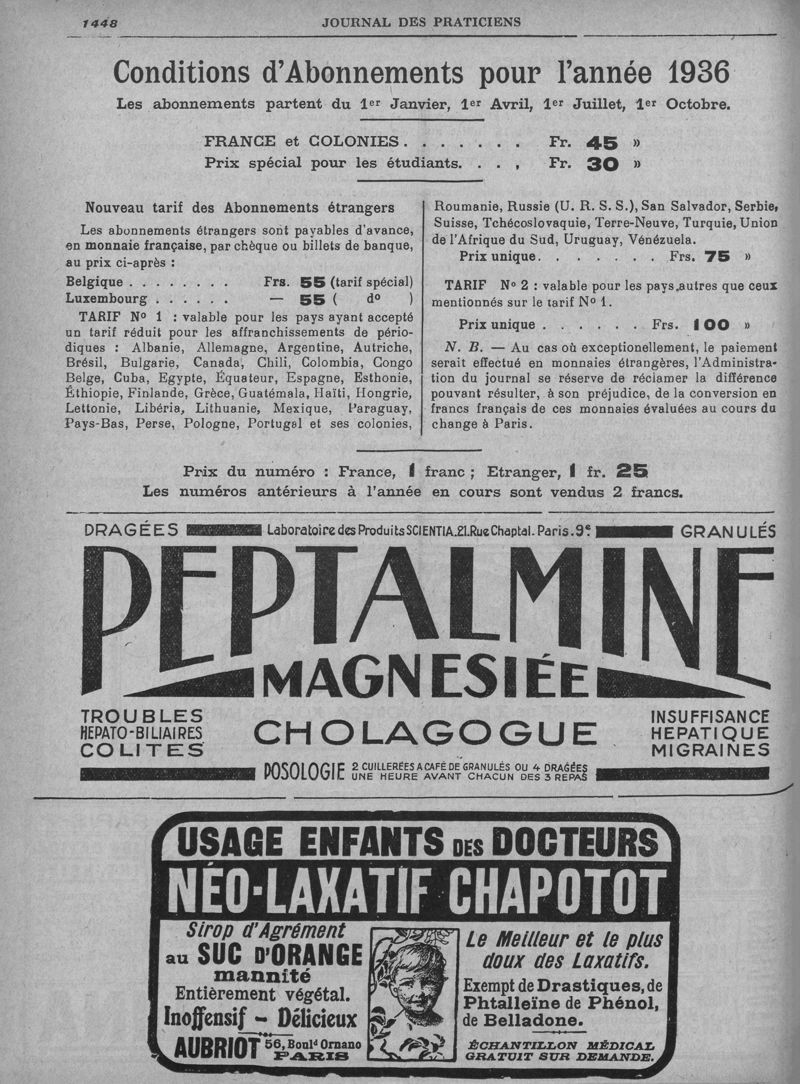 1448
JOURNAL DES PRATICIENS
Conditions d'Abonnements pour l'année 1936
Les abonnements partent du 1er Janvier, 1er Avril, 1er Juillet, 1er Octobre.
FRANCE et COLONIES . . . . . . . Fr. 45 »
Prix spécial pour les étudiants. . . , Fr. 30 »
Nouveau tarif des Abonnements étrangers
Les abonnements étrangers sont payables d'avance,
en monnaie française, par chèque ou billets de banque,
au prix ci-après :
Belgique . . . . . . . . Frs. 55 (tarif spécial)
Luxembourg . . . . . . — 55 ( do )
TARIF No 1 : valable pour les pays ayant accepté
un tarif réduit pour les affranchissements de pério-
diques : Albanie, Allemagne, Argentine, Autriche,
Brésil, Bulgarie, Canada, Chili, Colombia, Congo
Belge, Cuba, Egypte, Équateur, Espagne, Esthonie,
Éthiopie, Finlande, Grèce, Guatémala, Haïti, Hongrie,
Lettonie, Libéria, Lithuanie, Mexique, Paraguay,
Pays-Bas, Perse, Pologne, Portugal et ses colonies,
Roumanie, Russie (U. R. S. S.), San Salvador, Serbie,
Suisse, Tchécoslovaquie, Terre-Neuve, Turquie, Union
de l'Afrique du Sud, Uruguay, Vénézuela.
Prix unique. . . . . . . Frs. 75 »
TARIF No 2 : valable pour les pays autres que ceux
mentionnés sur le tarif No 1.
Prix unique . . . . . . Frs. 100 »
N. B. — Au cas où exceptionellement, le paiement
serait effectué en monnaies étrangères, l'Administra-
tion du journal se réserve de réclamer la différence
pouvant résulter, à son préjudice, de la conversion en
francs français de ces monnaies évaluées au cours du
change à Paris.
Prix du numéro : France, 1 franc ; Etranger, 1 fr. 25
Les numéros antérieurs à l'année en cours sont vendus 2 francs.
DRAGÉES Laboratoire des Produits SCIENTIA. 21. Rue Chaptal. Paris. 9e GRANULÉS
PEPTALMINE
MAGNESIÉE
TROUBLES
HEPATO-BILIAIRES
COLITES
CHOLAGOGUE
INSUFFISANCE
HEPATIQUE
MIGRAINES
POSOLOGIE 2 CUILLERÉES A CAFÉ DE GRANULÉS OU 4 DRAGÉES
UNE HEURE AVANT CHACUN DES 3 REPAS
USAGE ENFANTS DES DOCTEURS
NÉO-LAXATIF CHAPOTOT
Sirop d'Agrément
au SUC D'ORANGE
mannité
Entièrement végétal.
Inoffensif - Délicieux
AUBRIOT 56, Bould Ornano
PARIS
Le Meilleur et le plus
doux des Laxatifs.
Exempt de Drastiques, de
Phtalleïne de Phénol,
de Belladone.
ÉCHANTILLON MÉDICAL
GRATUIT SUR DEMANDE.